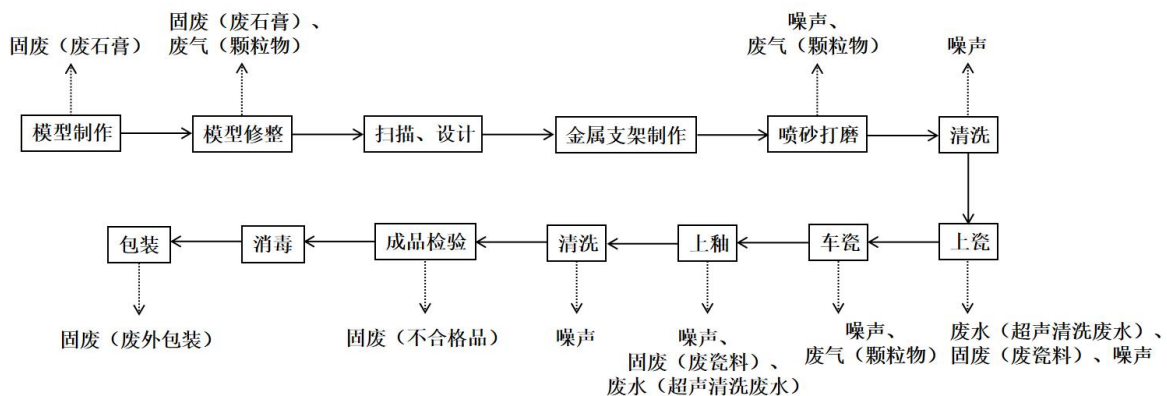 固废（废石膏）
固废（废石膏）、
废气（颗粒物）
噪声、
废气（颗粒物）
噪声
模型制作
模型修整
扫描、设计
金属支架制作
喷砂打磨
清洗
包装
消毒
成品检验
清洗
上釉
车瓷
上瓷
固废（废外包装）
固废（不合格品）
噪声
噪声、
固废（废瓷料）、
废水（超声清洗废水）
噪声、
废气（颗粒物）
废水（超声清洗废水）、
固废（废瓷料）、噪声